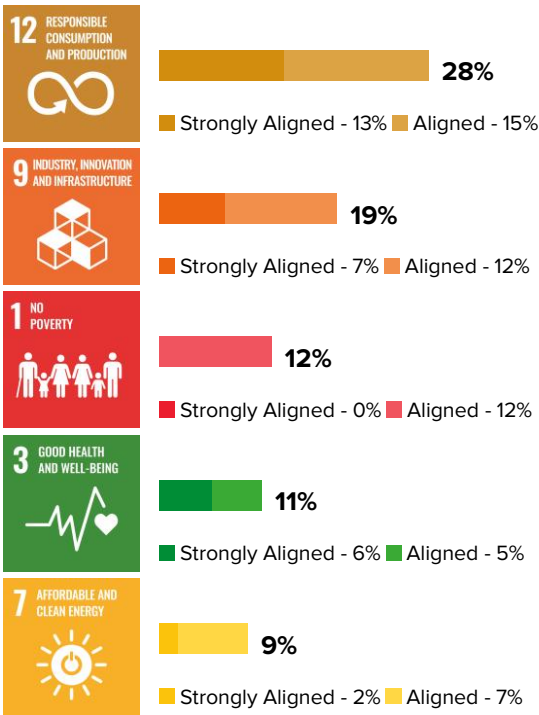 12 RESPONSIBLE
CONSUMPTION
AND PRODUCTION
28%
Strongly Aligned - 13% Aligned - 15%
9 INDUSTRY, INNOVATION
AND INFRASTRUCTURE
19%
Strongly Aligned - 7% Aligned - 12%
1 NO
POVERTY
12%
Strongly Aligned - 0% Aligned - 12%
3 GOOD HEALTH
AND WELL-BEING
11%
Strongly Aligned - 6% Aligned - 5%
7 AFFORDABLE AND
CLEAN ENERGY
9%
Strongly Aligned - 2% Aligned - 7%